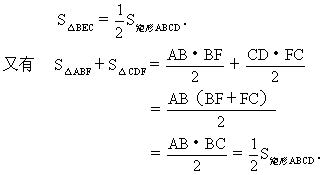 S△BEC = 1/2 S矩形ABCD.
又有 S△ABF + S△CDF = AB·BF/2 + CD·FC/2
= AB（BF+FC）/2
= AB·BC/2 = 1/2 S矩形ABCD.